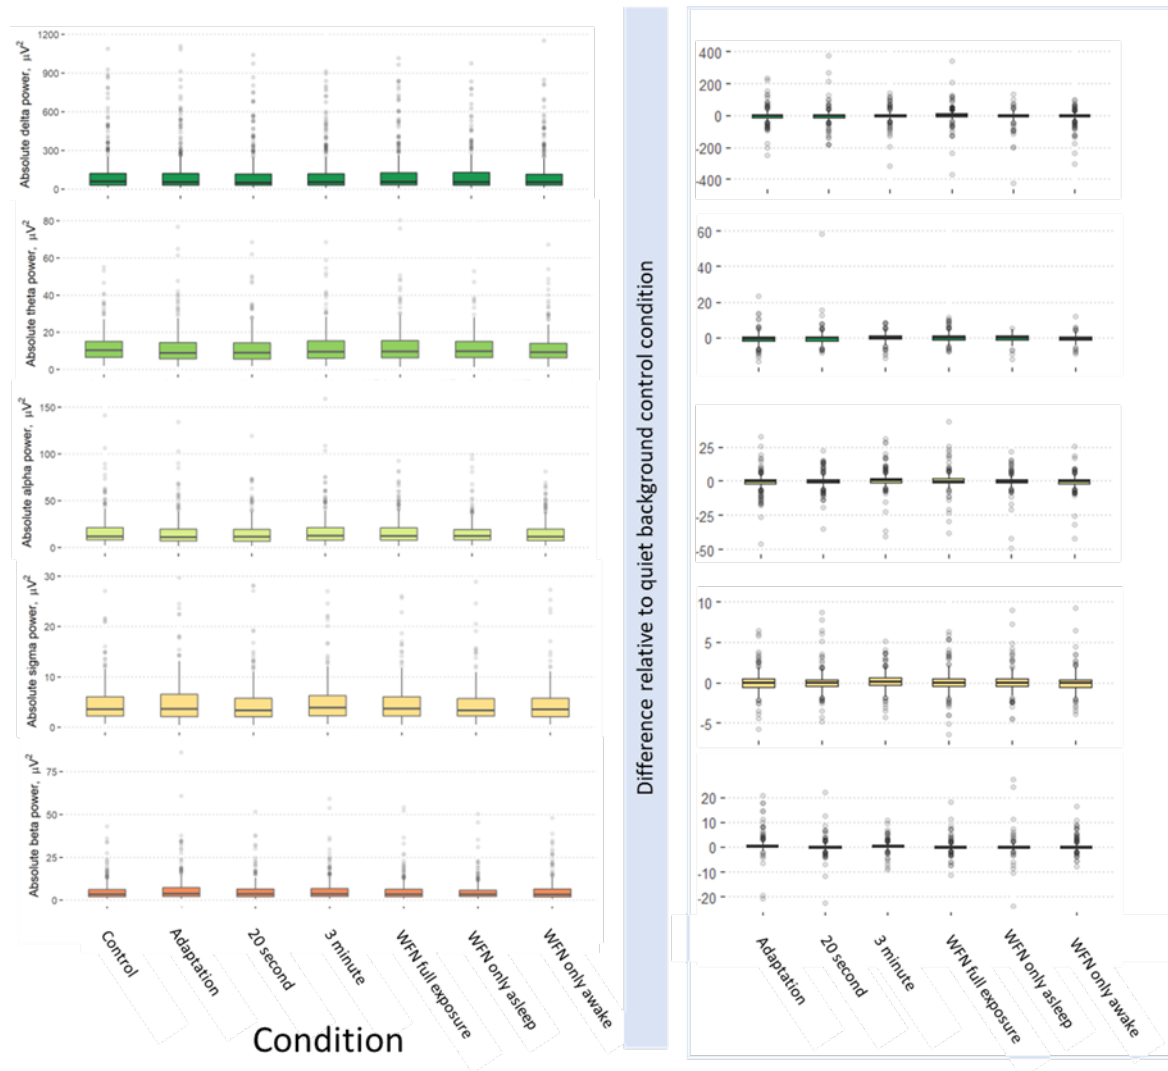 Absolute delta power, μV²
1200
900
600
300
0
Absolute theta power, μV²
80
60
40
20
0
Absolute alpha power, μV²
150
100
50
0
Absolute sigma power, μV²
30
20
10
0
Absolute beta power, μV²
75
50
25
0
Control
Adaptation
20 second
3 minute
WFN full exposure
WFN only asleep
WFN only awake
Condition
Difference relative to quiet background control condition
400
200
0
-200
-400
60
40
20
0
25
0
-25
-50
10
5
0
-5
20
10
0
-10
-20
Adaptation
20 second
3 minute
WFN full exposure
WFN only asleep
WFN only awake